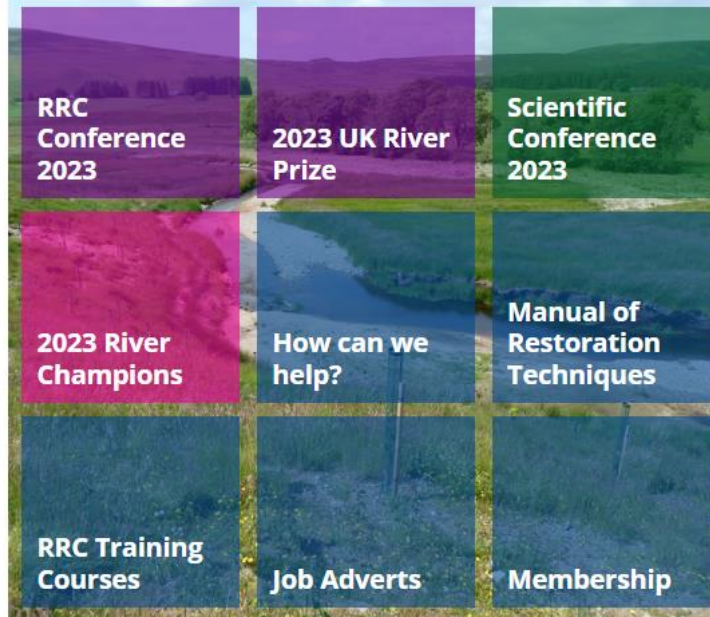 RRC
Conference
2023
2023 UK River
Prize
Scientific
Conference
2023
2023 River
Champions
How can we
help?
Manual of
Restoration
Techniques
RRC Training
Courses
Job Adverts
Membership